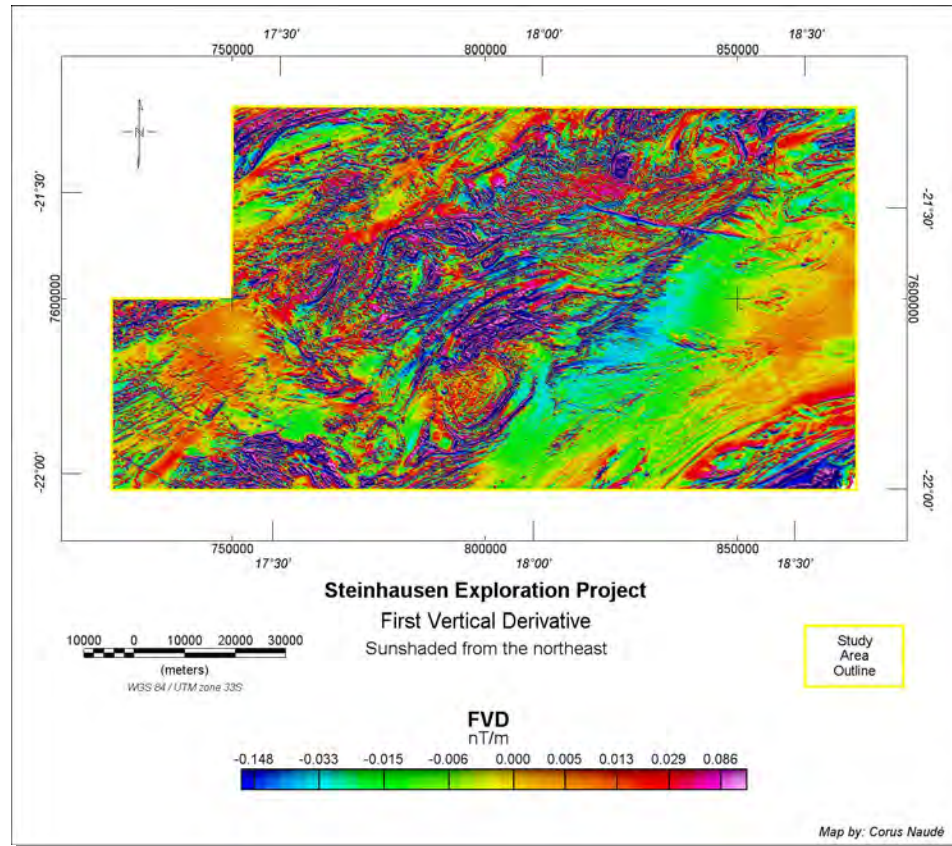 17°30' 18°00' 18°30'
750000 800000 850000
N
-21°30' -21°30'
7600000 7600000
-22°00' -22°00'
750000 800000 850000
17°30' 18°00' 18°30'
Steinhausen Exploration Project
First Vertical Derivative
Sunshaded from the northeast
10000 0 10000 20000 30000
(meters)
WGS 84 / UTM zone 33S
Study
Area
Outline
FVD
nT/m
-0.148 -0.033 -0.015 -0.006 0.000 0.005 0.013 0.029 0.086
Map by: Corus Naudé